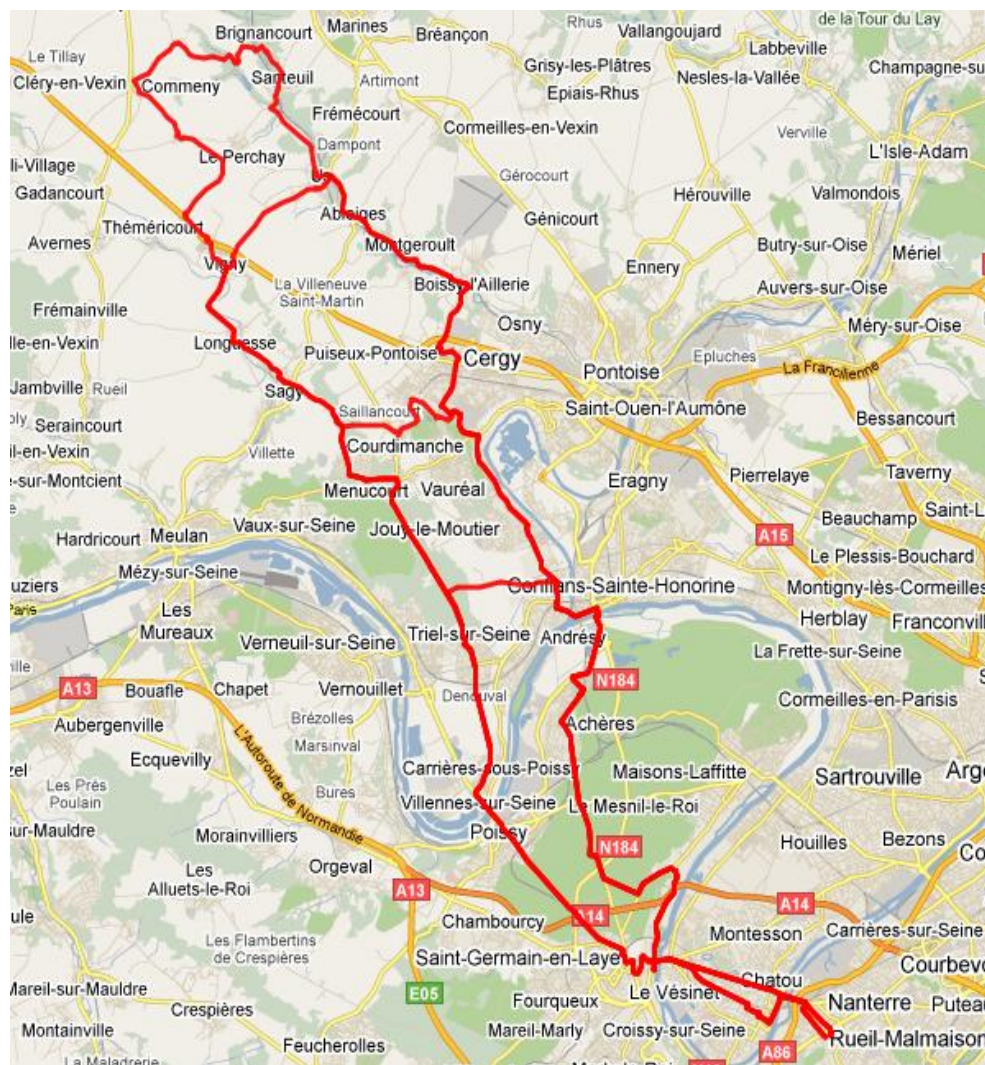 de la Tour du Lay
Brignancourt
Marines
Bréançon
Rhus
Vallangoujard
Labbeville
Le Tillay
Cléry-en-Vexin
Commeny
Santeuil
Artimont
Grisy-les-Plâtres
Nesles-la-Vallée
Champagne-su
Epiais-Rhus
Frémécourt
Cormeilles-en-Vexin
Verville
Dampont
L'Isle-Adam
Le Perchay
li-Village
Gérocourt
Gadancourt
Hérouville
Valmondois
Ableiges
Génicourt
Théméricourt
Avernes
Montgeroult
Butry-sur-Oise
Mériel
Vigny
Ennery
La Villeneuve
Saint-Martin
Boissy-l'Aillerie
Auvers-sur-Oise
Frémainville
Osny
Méry-sur-Oise
lle-en-Vexin
Longuesse
Puiseux-Pontoise
Cergy
Epluches
La Francilienne
Pontoise
Jambville
Rueil
Sagy
Saillancourt
Saint-Ouen-l'Aumône
Bessancourt
Seraincourt
il-en-Vexin
Villette
Courdimanche
-sur-Montcient
Menucourt
Vauréal
Eragny
Pierrelaye
Taverny
Vaux-sur-Seine
Jouy-le-Moutier
Beauchamp
Saint-L
Hardricourt
Meulan
A15
Le Plessis-Bouchard
Mézy-sur-Seine
Conflans-Sainte-Honorine
Montigny-lès-Cormeilles
Paris
Les
Mureaux
Herblay
Franconvil
Verneuil-sur-Seine
Triel-sur-Seine
Andrésy
La Frette-sur-Seine
A13
Bouafle
Chapet
Vernouillet
Denouval
N184
Cormeilles-en-Parisis
Aubergenville
Brézolles
Achères
L'Autoroute de Normandie
Marsinval
Ecquevilly
Carrières-sous-Poissy
Maisons-Laffitte
Sartrouville
Les Prés
Poulain
Bures
Villennes-sur-Seine
Le Mesnil-le-Roi
-sur-Mauldre
Morainvilliers
Poissy
Houilles
Bezons
N184
Orgeval
Les
Alluets-le-Roi
A13
A14
A14
Chambourcy
Montesson
Carrières-sur-Seine
Les Flambertins
de Crespières
Saint-Germain-en-Laye
Chatou
Mareil-sur-Mauldre
E05
Le Vésinet
Nanterre
Crespières
Fourqueux
Montainville
Mareil-Marly
Croissy-sur-Seine
Rueil-Malmaison
Feucherolles
A86
La Maladrerie